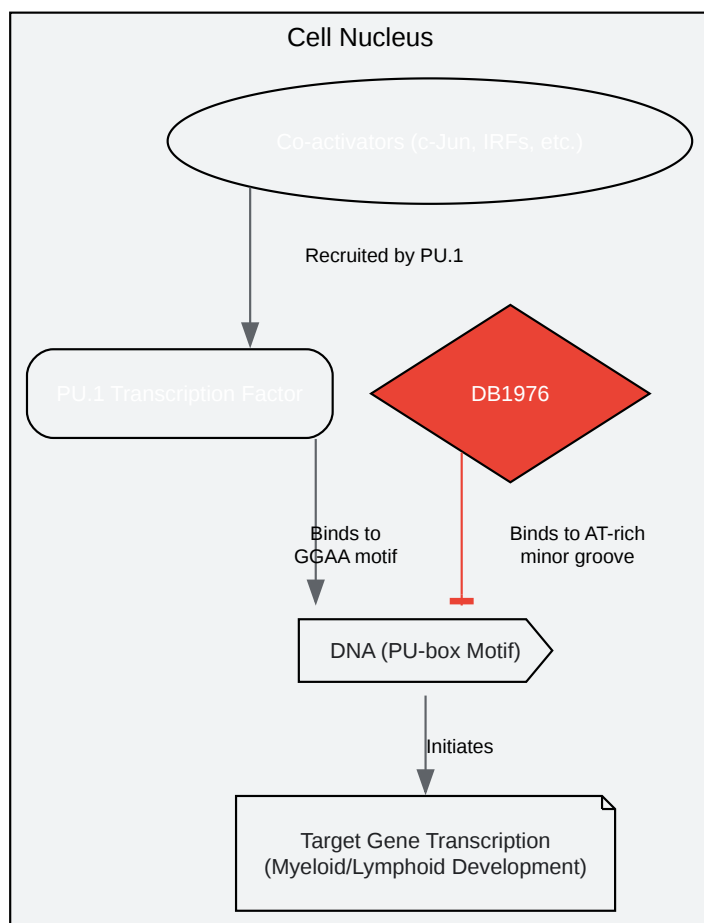 Cell Nucleus
Co-activators (c-Jun, IRFs, etc.)
Recruited by PU.1
PU.1 Transcription Factor
DB1976
Binds to
GGAA motif
Binds to AT-rich
minor groove
DNA (PU-box Motif)
Initiates
Target Gene Transcription
(Myeloid/Lymphoid Development)